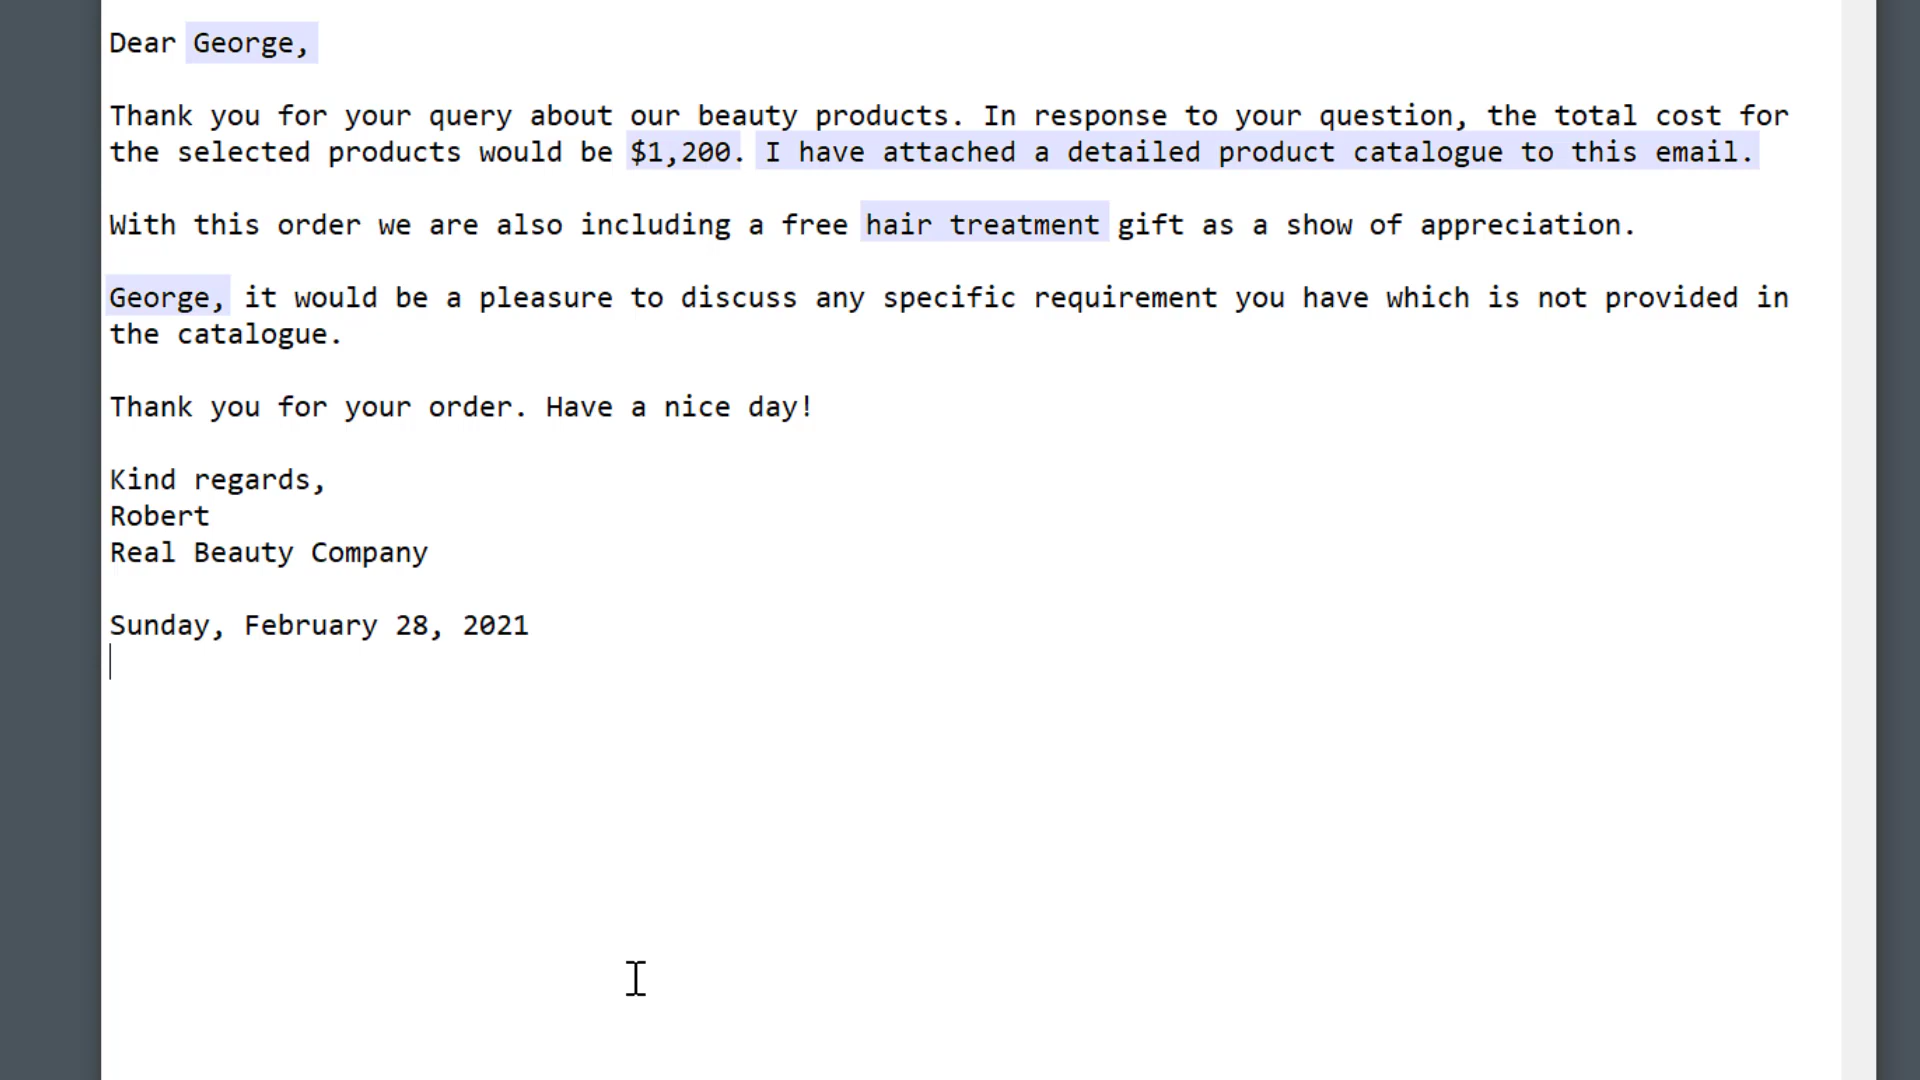 Dear George,
Thank you for your query about our beauty products. In response to your question, the total cost for
the selected products would be $1,200. I have attached a detailed product catalogue to this email.
With this order we are also including a free hair treatment gift as a show of appreciation.
George, it would be a pleasure to discuss any specific requirement you have which is not provided in
the catalogue.
Thank you for your order. Have a nice day!
Kind regards,
Robert
Real Beauty Company
Sunday, February 28, 2021